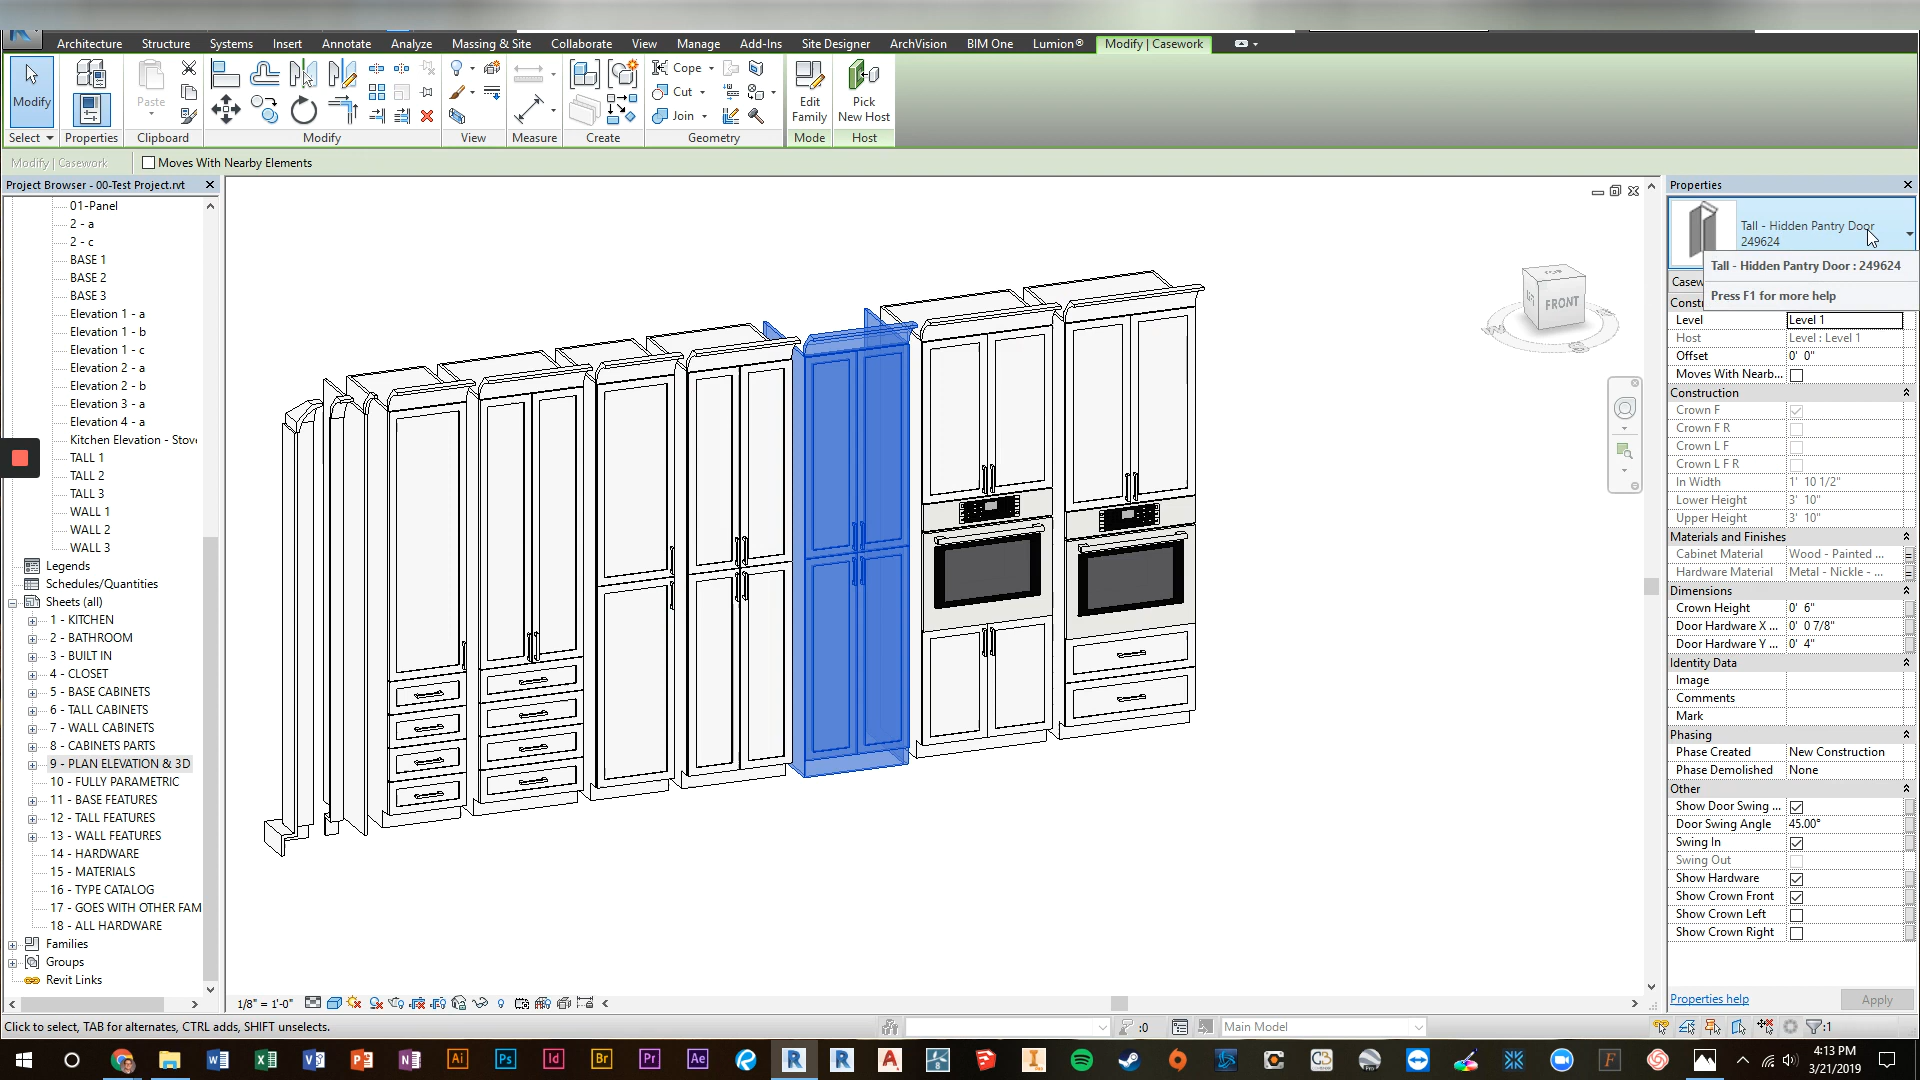 Architecture Structure Systems Insert Annotate Analyze Massing & Site Collaborate View Manage Add-Ins Site Designer ArchVision BIM One Lumion® Modify | Casework
Modify
Paste
Cope
Cut
Join
Edit Family
Pick New Host
Select Properties Clipboard Modify View Measure Create Geometry Mode Host
Modify | Casework Moves With Nearby Elements
Project Browser - 00-Test Project.rvt
01-Panel
2 - a
2 - c
BASE 1
BASE 2
BASE 3
Elevation 1 - a
Elevation 1 - b
Elevation 1 - c
Elevation 2 - a
Elevation 2 - b
Elevation 3 - a
Elevation 4 - a
Kitchen Elevation - Stov
TALL 1
TALL 2
TALL 3
WALL 1
WALL 2
WALL 3
Legends
Schedules/Quantities
Sheets (all)
1 - KITCHEN
2 - BATHROOM
3 - BUILT IN
4 - CLOSET
5 - BASE CABINETS
6 - TALL CABINETS
7 - WALL CABINETS
8 - CABINETS PARTS
9 - PLAN ELEVATION & 3D
10 - FULLY PARAMETRIC
11 - BASE FEATURES
12 - TALL FEATURES
13 - WALL FEATURES
14 - HARDWARE
15 - MATERIALS
16 - TYPE CATALOG
17 - GOES WITH OTHER FAM
18 - ALL HARDWARE
Families
Groups
Revit Links
TOP
FRONT
Properties
Tall - Hidden Pantry Door
249624
Tall - Hidden Pantry Door : 249624
Press F1 for more help
Casew
Constr
Level Level 1
Host Level : Level 1
Offset 0' 0"
Moves With Nearb...
Construction
Crown F
Crown F R
Crown L F
Crown L F R
In Width 1' 10 1/2"
Lower Height 3' 10"
Upper Height 3' 10"
Materials and Finishes
Cabinet Material Wood - Painted ...
Hardware Material Metal - Nickle - ...
Dimensions
Crown Height 0' 6"
Door Hardware X ... 0' 0 7/8"
Door Hardware Y ... 0' 4"
Identity Data
Image
Comments
Mark
Phasing
Phase Created New Construction
Phase Demolished None
Other
Show Door Swing ...
Door Swing Angle 45.00°
Swing In
Swing Out
Show Hardware
Show Crown Front
Show Crown Left
Show Crown Right
Properties help Apply
1/8" = 1'-0"
Click to select, TAB for alternates, CTRL adds, SHIFT unselects.
:0 Main Model :1
Ai Ps Id Br Pr Ae
4:13 PM
3/21/2019